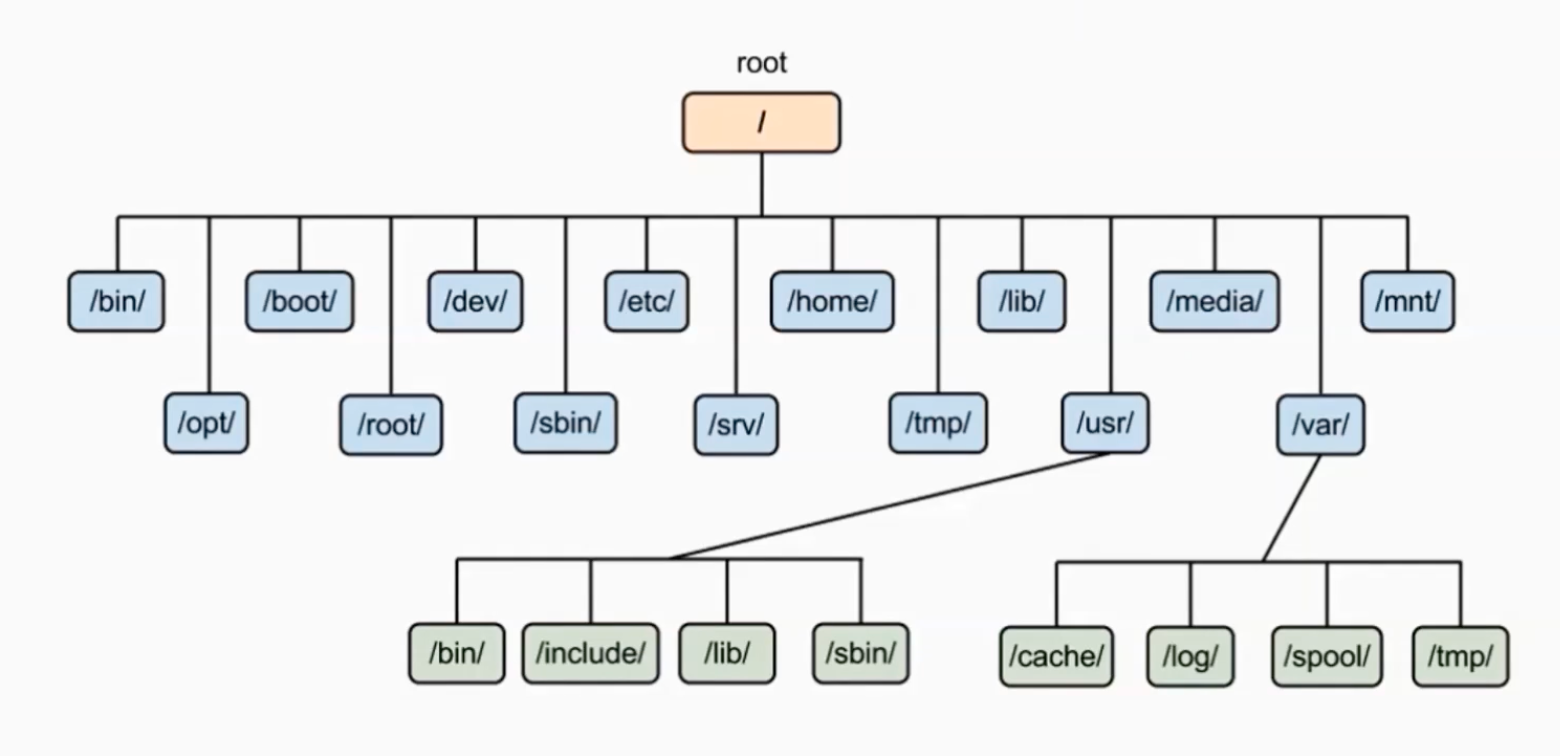 root
/
/bin/ /boot/ /dev/ /etc/ /home/ /lib/ /media/ /mnt/
/opt/ /root/ /sbin/ /srv/ /tmp/ /usr/ /var/
/bin/ /include/ /lib/ /sbin/ /cache/ /log/ /spool/ /tmp/